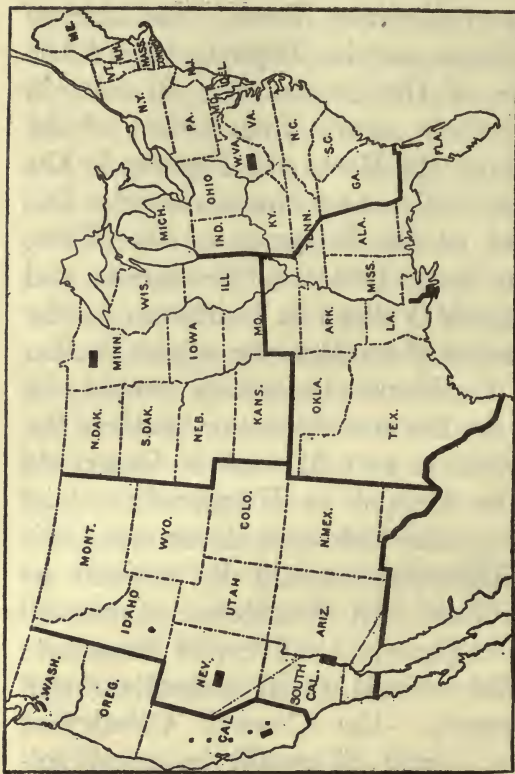 ME.
VT.
N.H.
MASS.
CONN.
N.Y.
N.J.
PA.
DEL.
MD.
W.VA.
VA.
OHIO
MICH.
IND.
KY.
N.C.
S.C.
TENN.
GA.
FLA.
ALA.
MISS.
WIS.
ILL
MINN.
IOWA
MO.
ARK.
LA.
N.DAK.
S.DAK.
NEB.
KANS.
OKLA.
TEX.
MONT.
WYO.
COLO.
N.MEX.
IDAHO
UTAH
ARIZ.
WASH.
OREG.
NEV.
CAL
SOUTH
CAL.